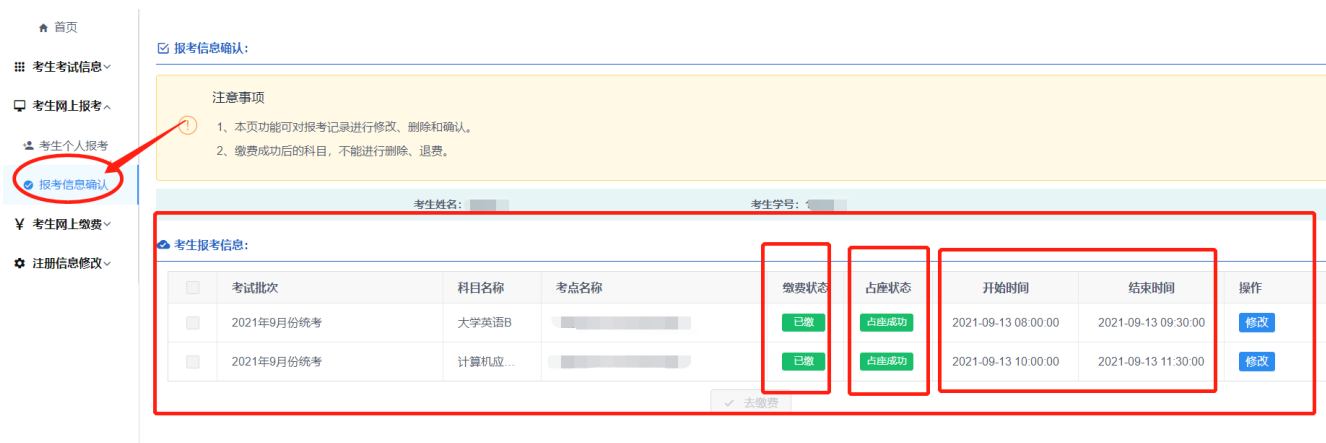 首页
考生考试信息
考生网上报考
考生个人报考
报考信息确认
考生网上缴费
注册信息修改
报考信息确认：
注意事项
1、本页功能可对报考记录进行修改、删除和确认。
2、缴费成功后的科目，不能进行删除、退费。
考生姓名： 考生学号：
考生报考信息：
考试批次 科目名称 考点名称 缴费状态 占座状态 开始时间 结束时间 操作
2021年9月份统考 大学英语B 已缴 占座成功 2021-09-13 08:00:00 2021-09-13 09:30:00 修改
2021年9月份统考 计算机应... 已缴 占座成功 2021-09-13 10:00:00 2021-09-13 11:30:00 修改
去缴费